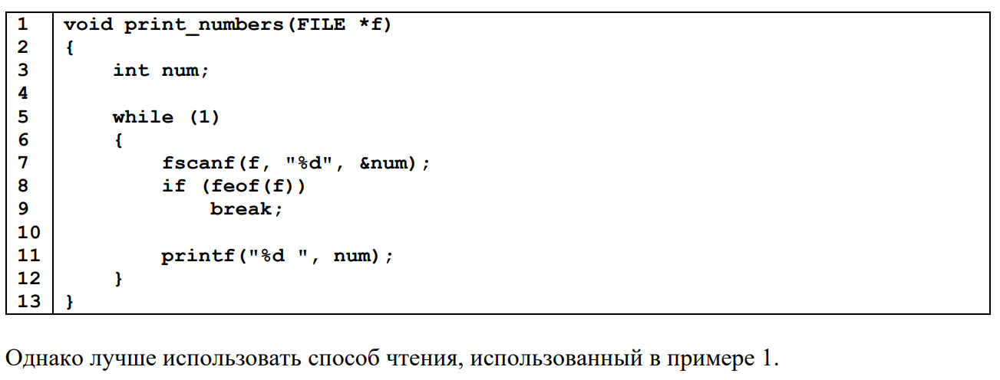 1 void print_numbers(FILE *f)
2 {
3     int num;
4
5     while (1)
6     {
7         fscanf(f, "%d", &num);
8         if (feof(f))
9             break;
10
11         printf("%d ", num);
12     }
13 }
Однако лучше использовать способ чтения, использованный в примере 1.